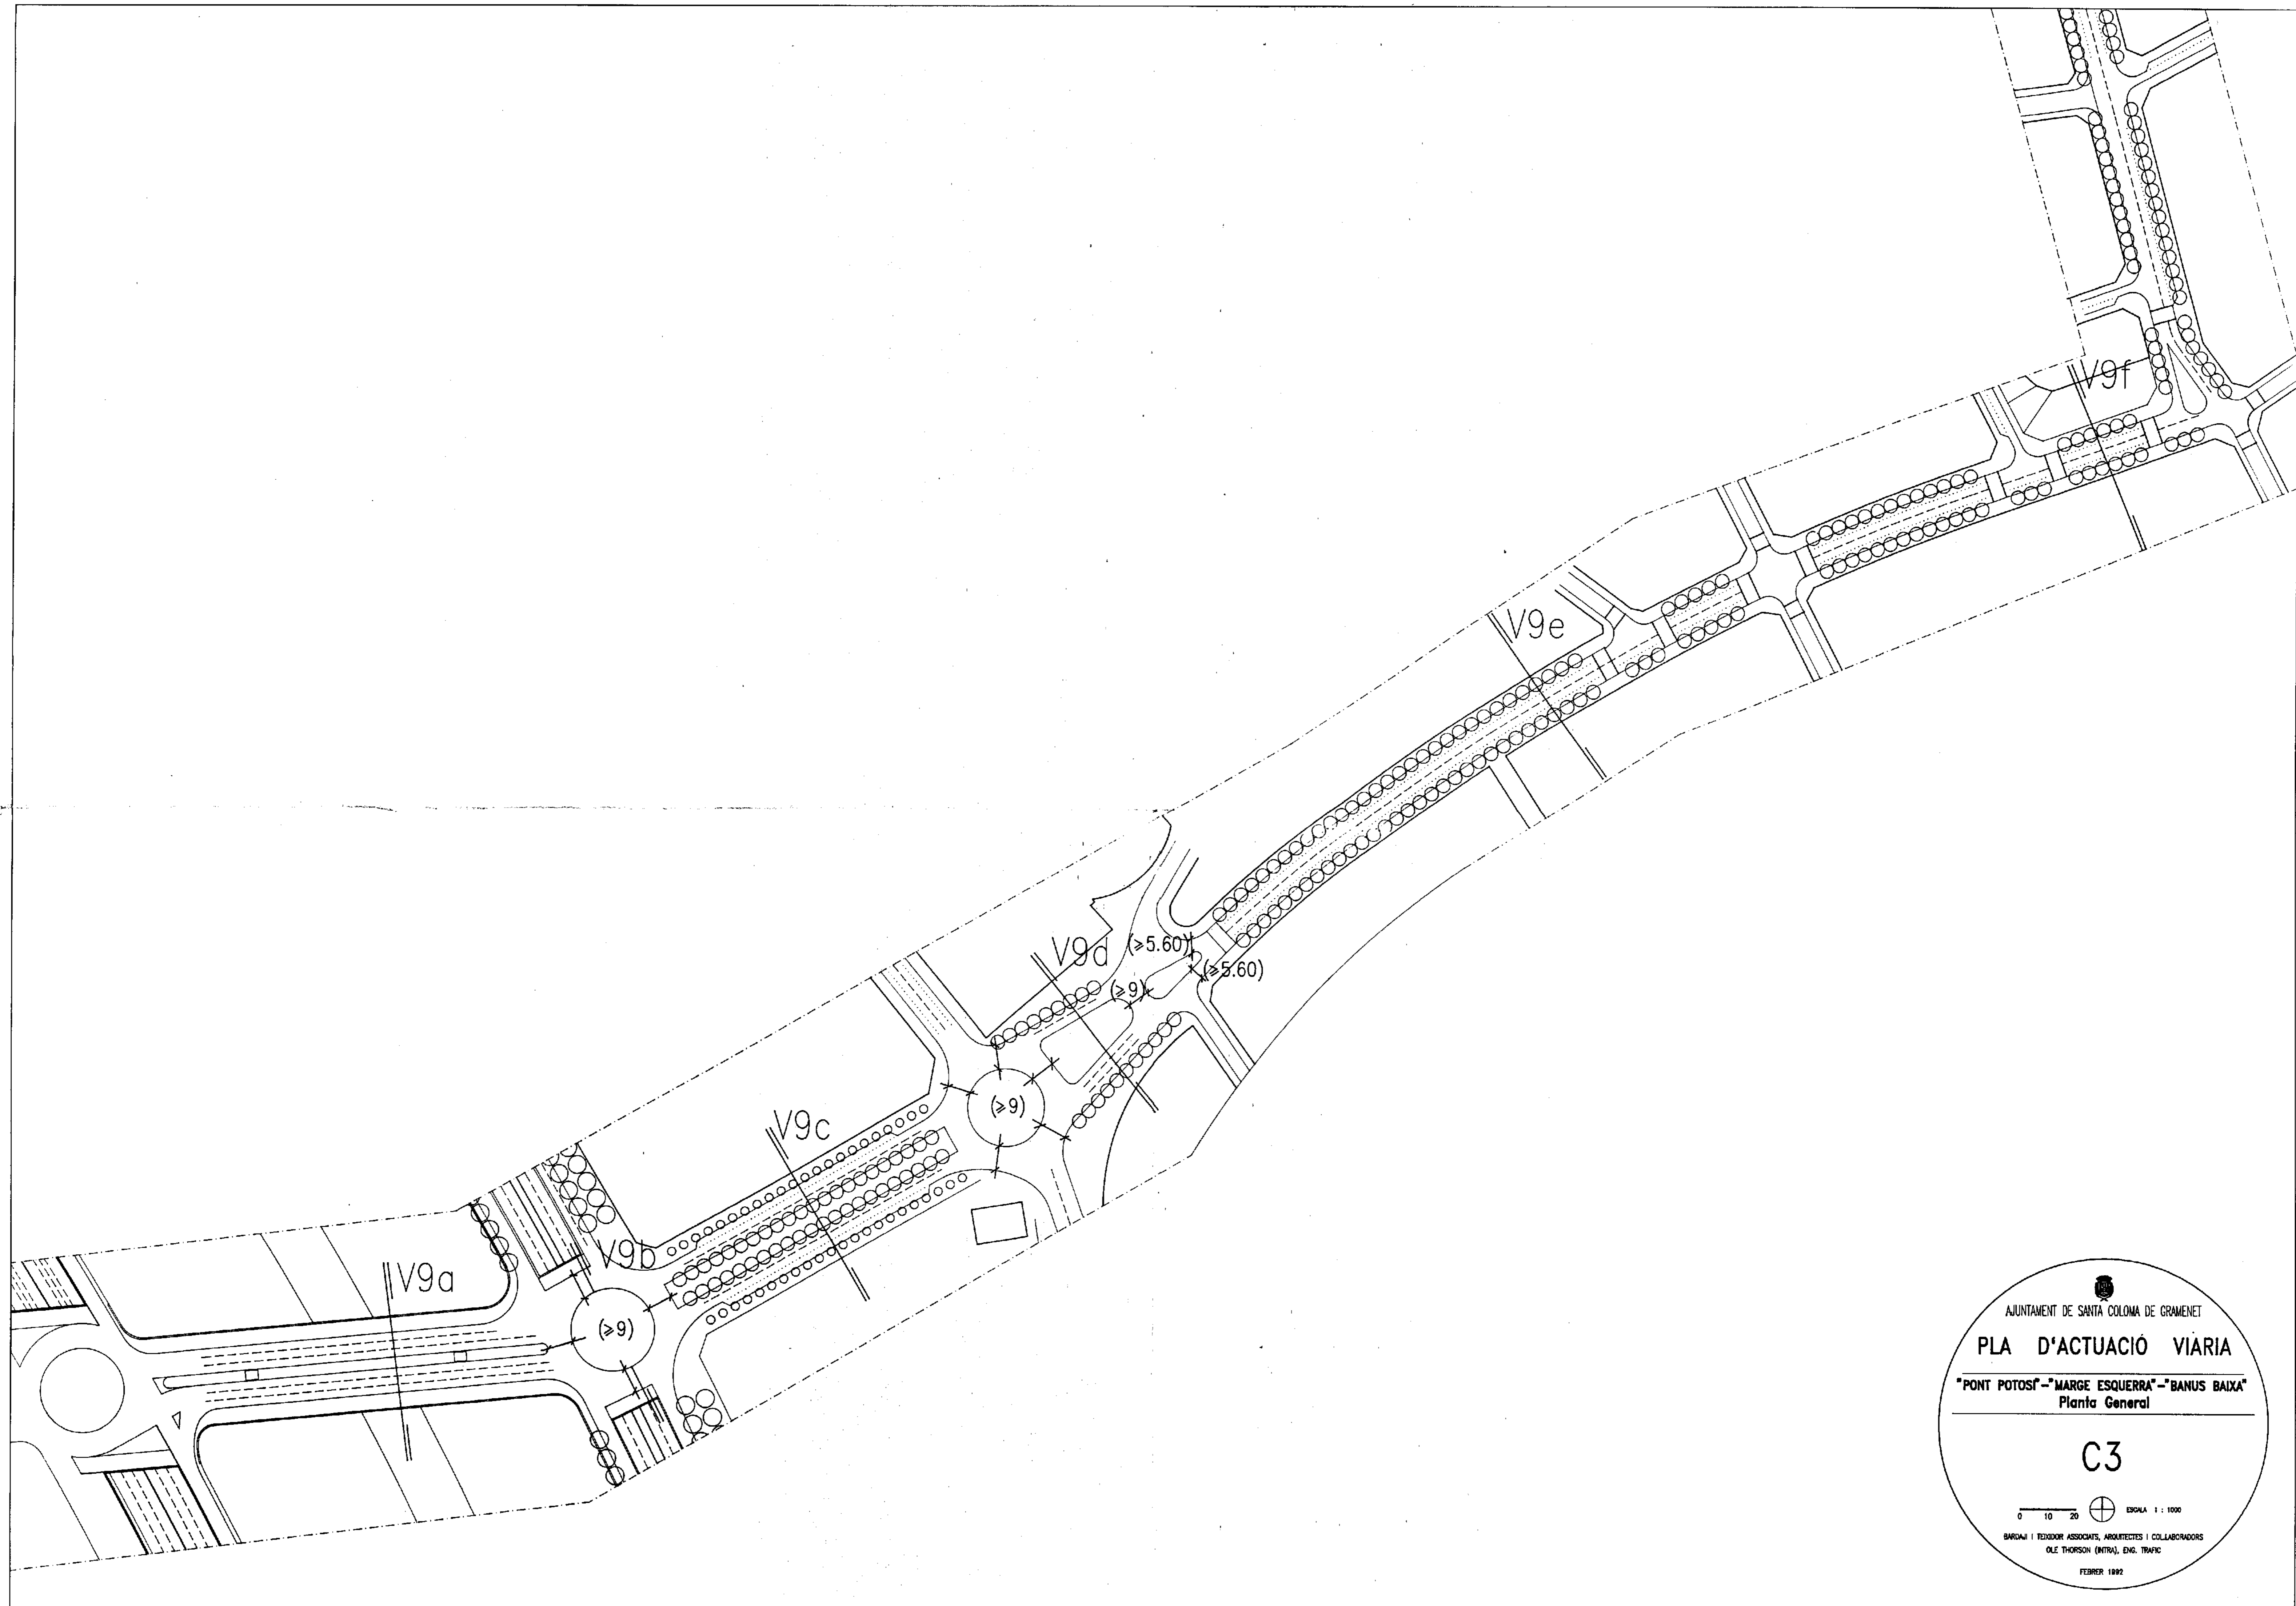 V9f
V9e
V9d
(≥5.60)
(≥5.60)
(≥9)
(≥9)
V9c
V9b
V9a
(≥9)
AJUNTAMENT DE SANTA COLOMA DE GRAMENET
PLA D'ACTUACIÓ VIÀRIA
"PONT POTOSÍ"-"MARGE ESQUERRA"-"BANUS BAIXA"
Planta General
C3
0 10 20 ESCALA 1 : 1000
BARDAJI I TEIXIDOR ASSOCIATS, ARQUITECTES I COL.LABORADORS
OLE THORSON (INTRA), ENG. TRAFIC
FEBRER 1992